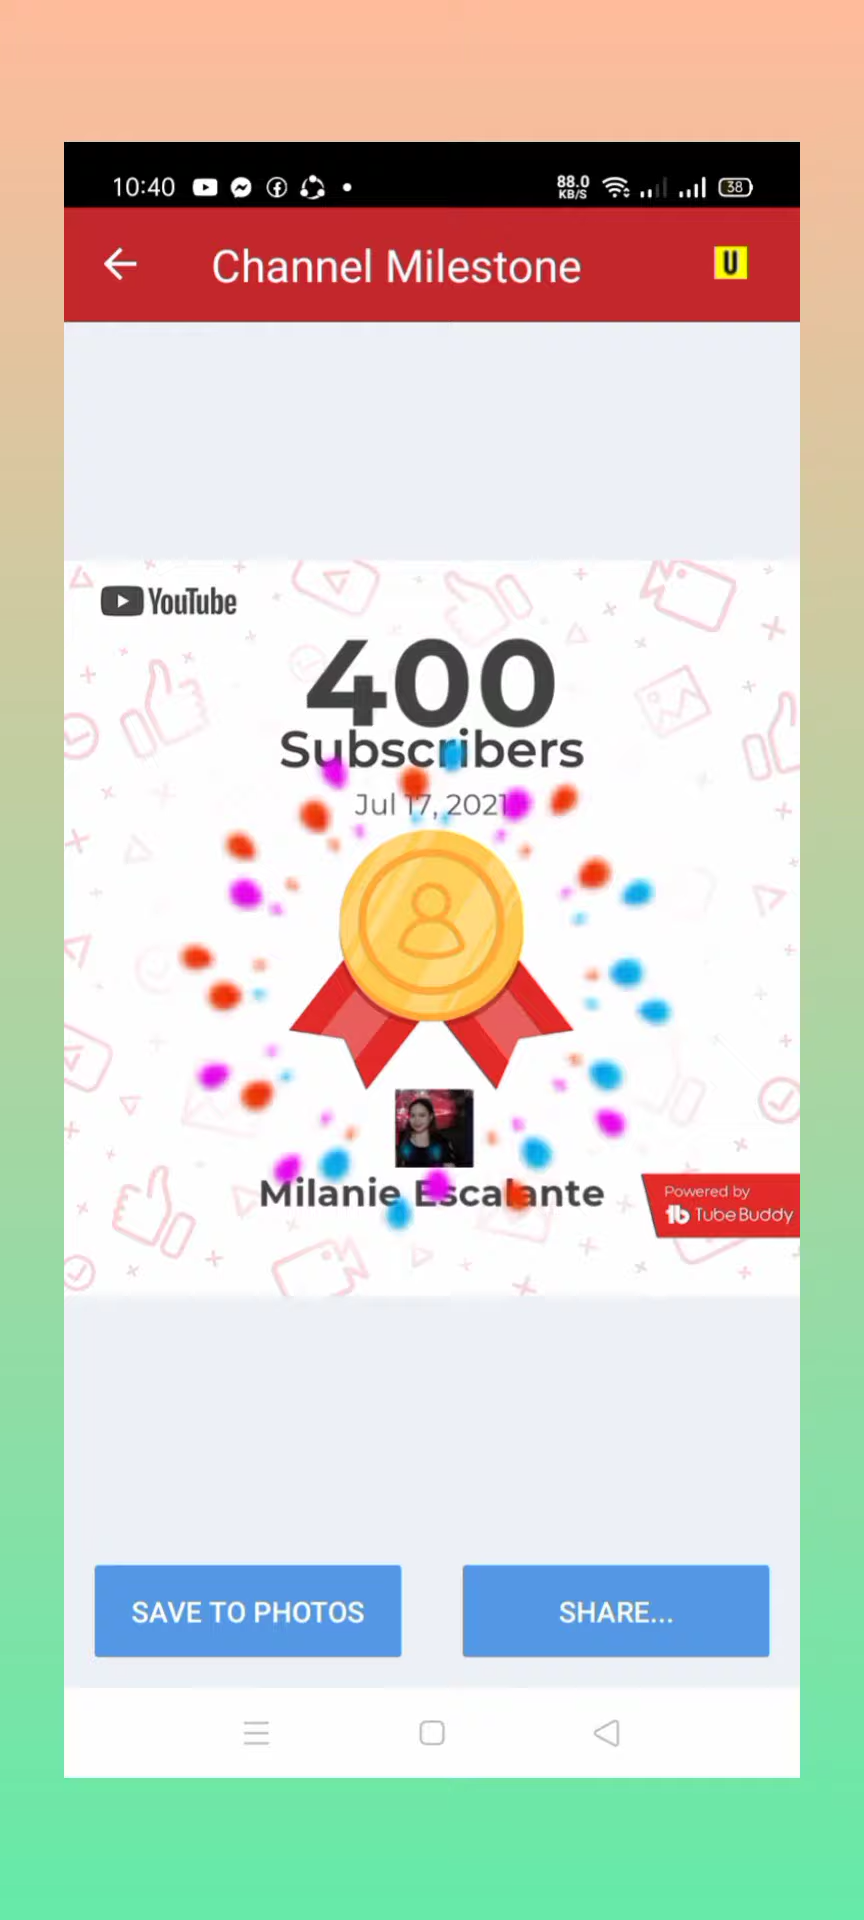 10:40 88.0 KB/S 38
Channel Milestone U
YouTube
400
Subscribers
Jul 17, 2021
Milanie Escalante
Powered by
tb TubeBuddy
SAVE TO PHOTOS SHARE...